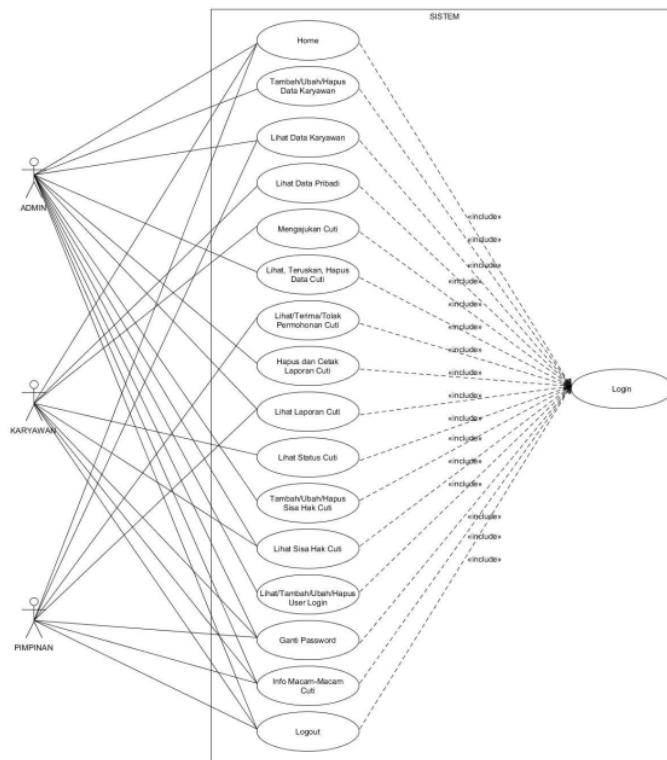 SISTEM
Home
Tambah/Ubah/Hapus
Data Karyawan
Lihat Data Karyawan
ADMIN
Lihat Data Pribadi
Mengajukan Cuti
«include»
«include»
Lihat, Teruskan, Hapus
Data Cuti
«include»
«include»
«include»
Lihat/Terima/Tolak
Permohonan Cuti
«include»
«include»
Hapus dan Cetak
Laporan Cuti
«include»
Login
KARYAWAN
Lihat Laporan Cuti
«include»
«include»
Lihat Status Cuti
«include»
«include»
Tambah/Ubah/Hapus
Sisa Hak Cuti
«include»
«include»
Lihat Sisa Hak Cuti
«include»
«include»
Lihat/Tambah/Ubah/Hapus
User Login
PIMPINAN
Ganti Password
Info Macam-Macam
Cuti
Logout